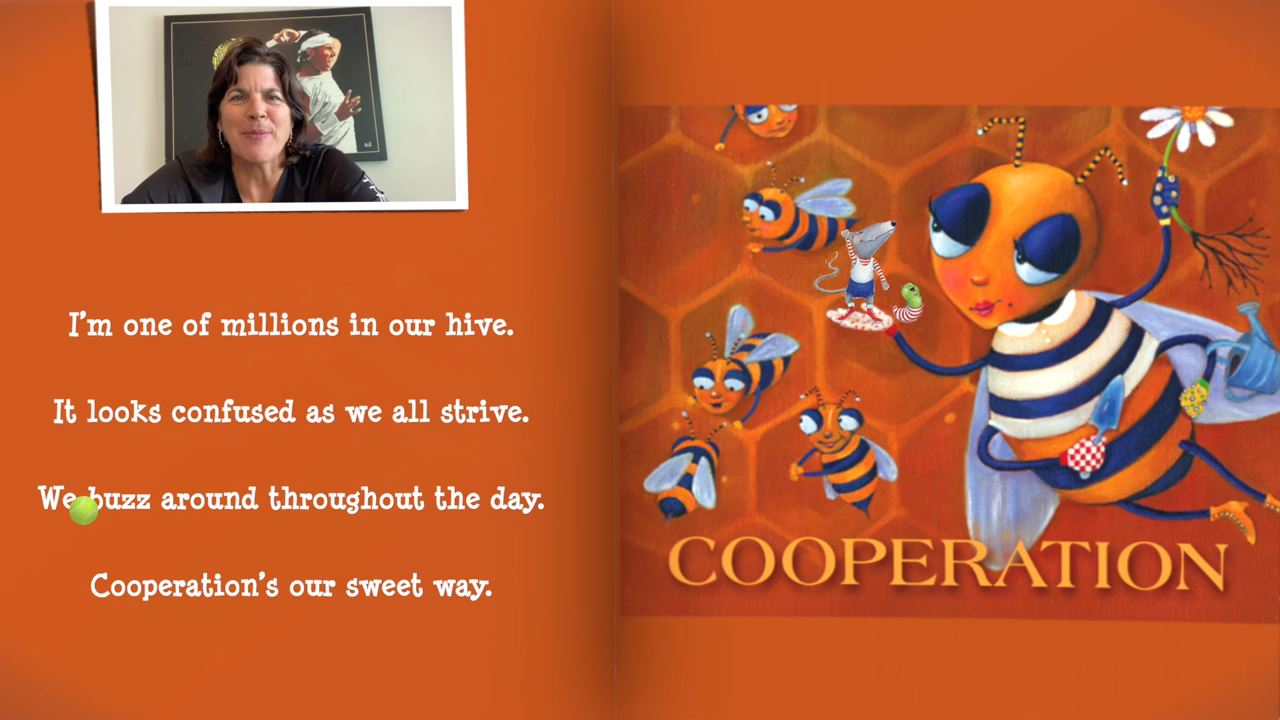 I'm one of millions in our hive.
It looks confused as we all strive.
We buzz around throughout the day.
Cooperation's our sweet way.
COOPERATION